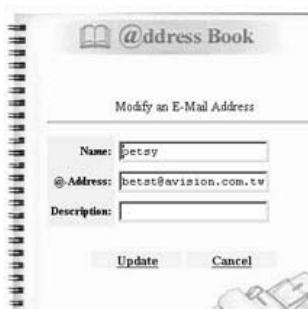 @ddress Book
Modify an E-Mail Address
Name: betsy
@-Address: betst@avision.com.tw
Description:
Update Cancel